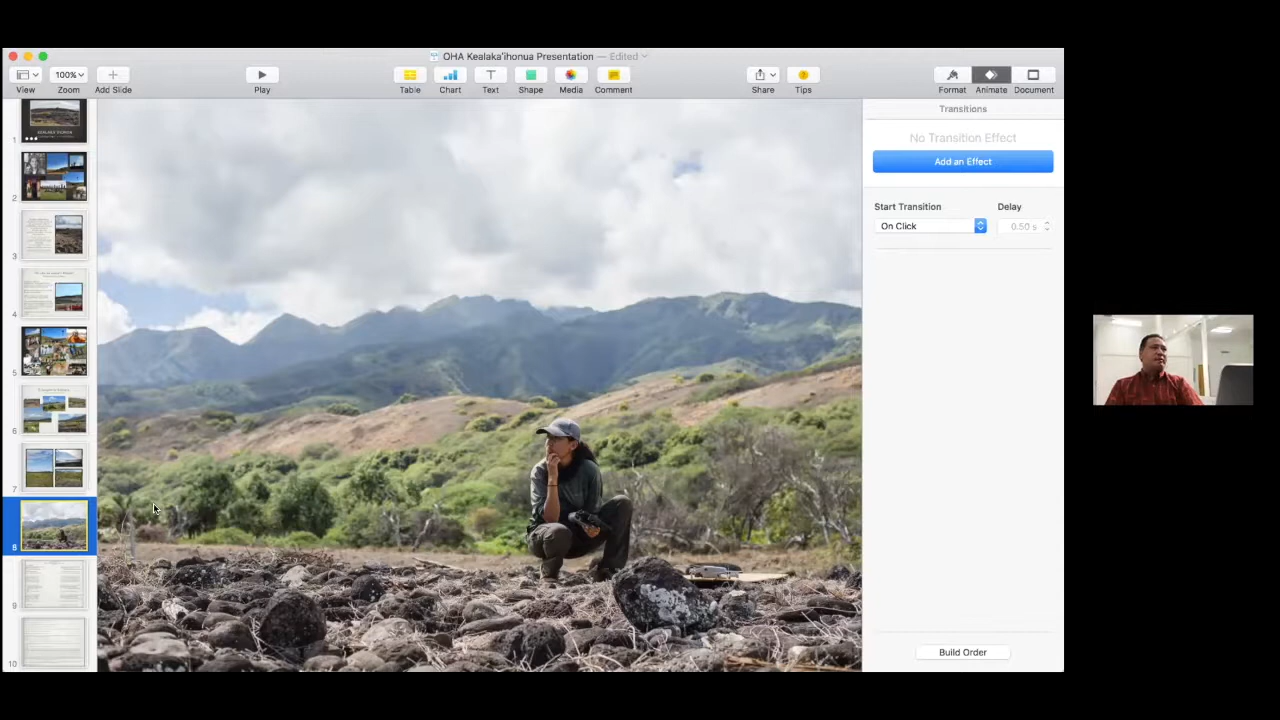 OHA Kealaka'ihonua Presentation — Edited
100%
View
Zoom
Add Slide
Play
Table
Chart
Text
Shape
Media
Comment
Share
Tips
Format
Animate
Document
Transitions
No Transition Effect
Add an Effect
Start Transition
Delay
On Click
0.50 s
Build Order
1
2
3
4
5
6
7
8
9
10